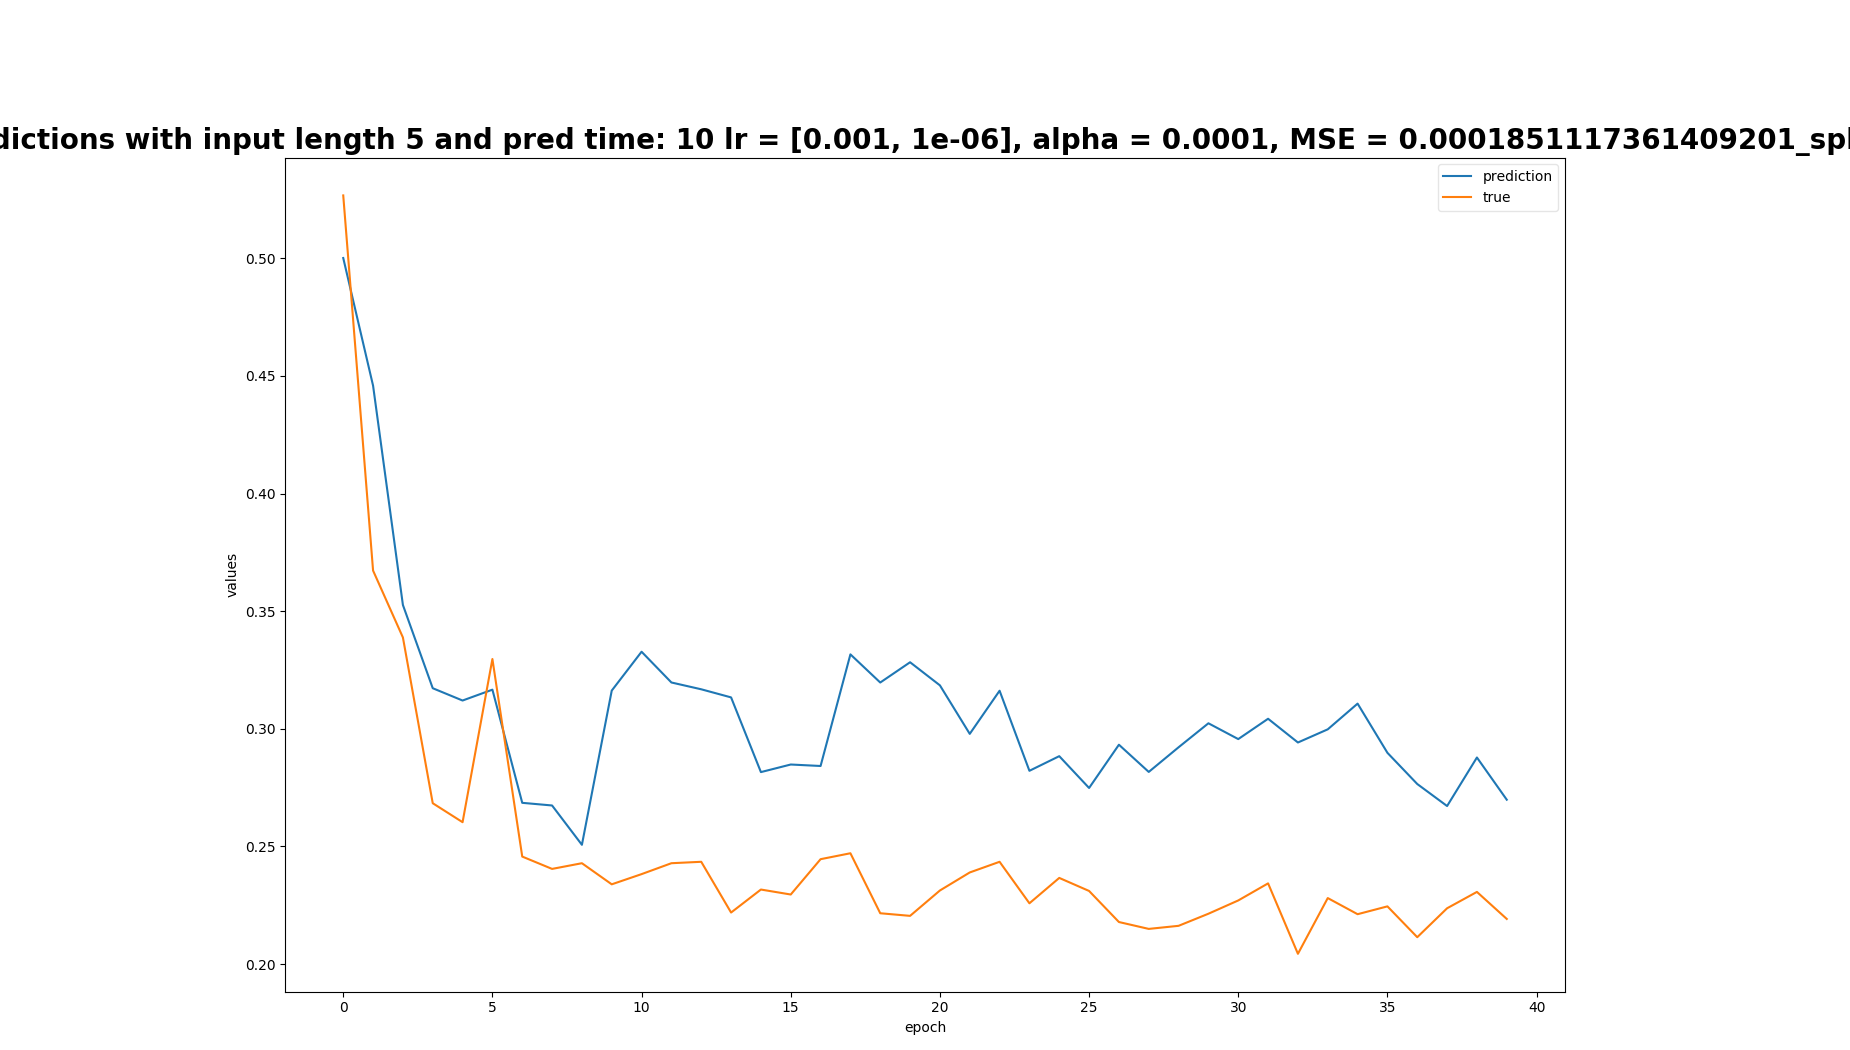 dictions with input length 5 and pred time: 10 lr = [0.001, 1e-06], alpha = 0.0001, MSE = 0.0001851117361409201_spl
prediction
true
0.50
0.45
0.40
0.35
0.30
0.25
0.20
values
0 5 10 15 20 25 30 35 40
epoch